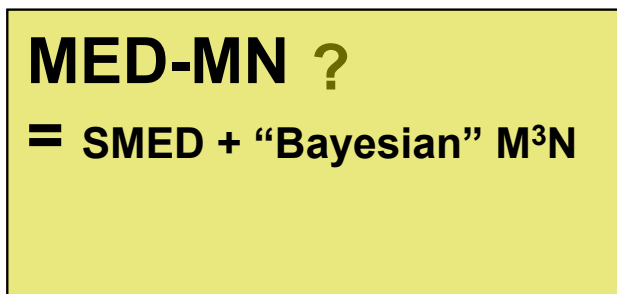 MED-MN ?
= SMED + “Bayesian” M³N